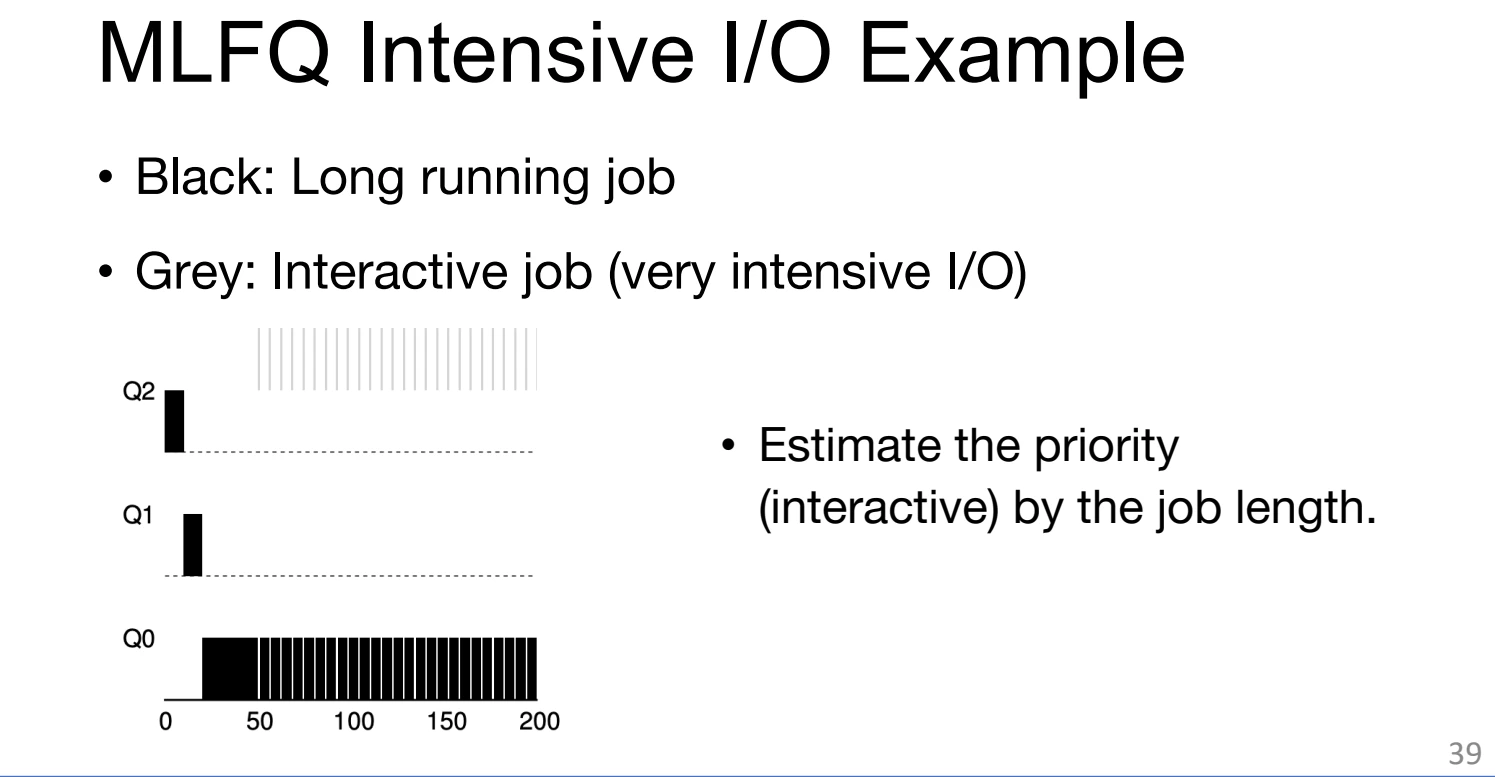 MLFQ Intensive I/O Example
• Black: Long running job
• Grey: Interactive job (very intensive I/O)
Q2
Q1
Q0
0 50 100 150 200
• Estimate the priority
(interactive) by the job length.
39